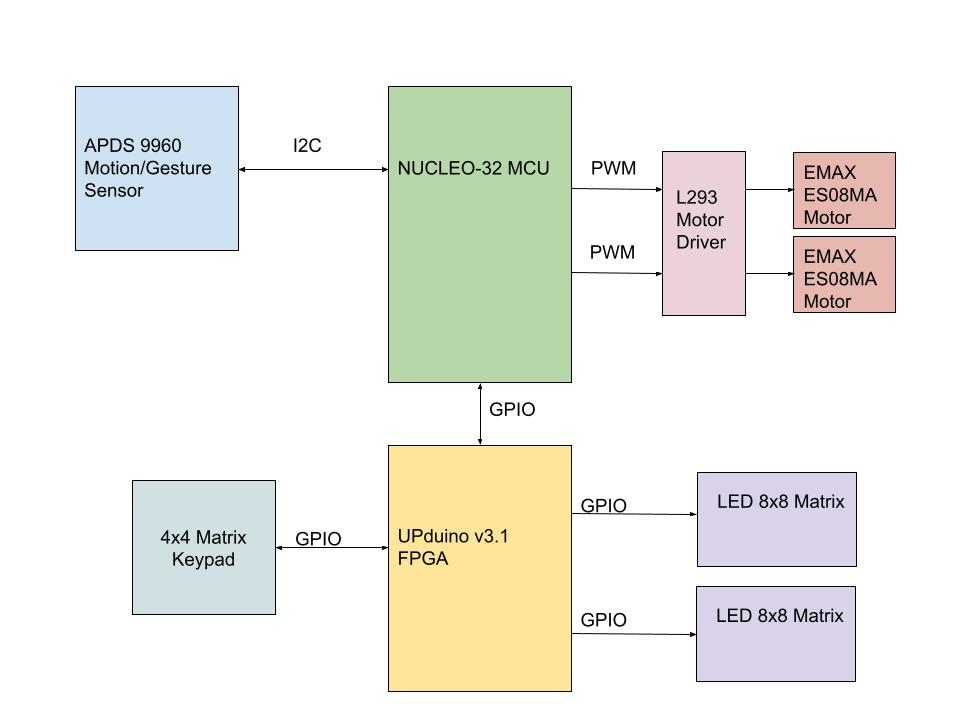 APDS 9960
Motion/Gesture
Sensor
I2C
NUCLEO-32 MCU
PWM
PWM
L293
Motor
Driver
EMAX
ES08MA
Motor
EMAX
ES08MA
Motor
GPIO
4x4 Matrix
Keypad
GPIO
UPduino v3.1
FPGA
GPIO
LED 8x8 Matrix
GPIO
LED 8x8 Matrix